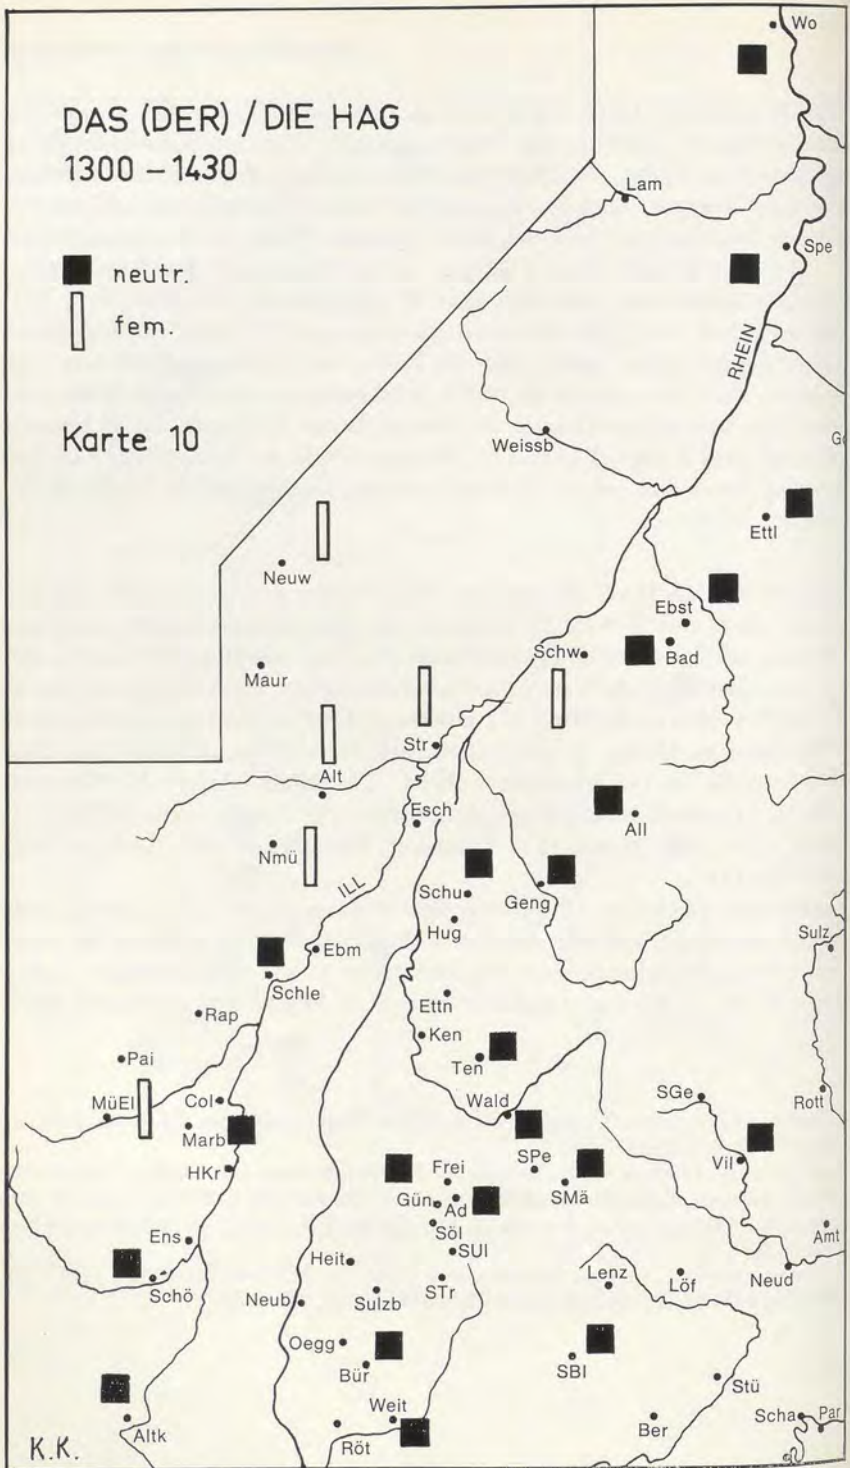 DAS (DER) / DIE HAG
1300 – 1430
neutr.
fem.
Karte 10
Wo
Lam
Spe
RHEIN
Weissb
Ettl
Neuw
Ebst
Schw
Bad
Maur
Str
Alt
Esch
All
Nmü
ILL
Schu
Geng
Hug
Sulz
Ebm
Schle
Ettn
Rap
Ken
Pai
Ten
MüEl
Col
Wald
SGe
Rott
Marb
HKr
SPe
Vil
Frei
SMä
Gün
Ad
Söl
Ens
SUl
Amt
Heit
Lenz
Löf
Neud
Schö
STr
Neub
Sulzb
Oegg
Bür
SBl
Stü
Weit
Altk
Röt
Ber
Scha
Par
K.K.